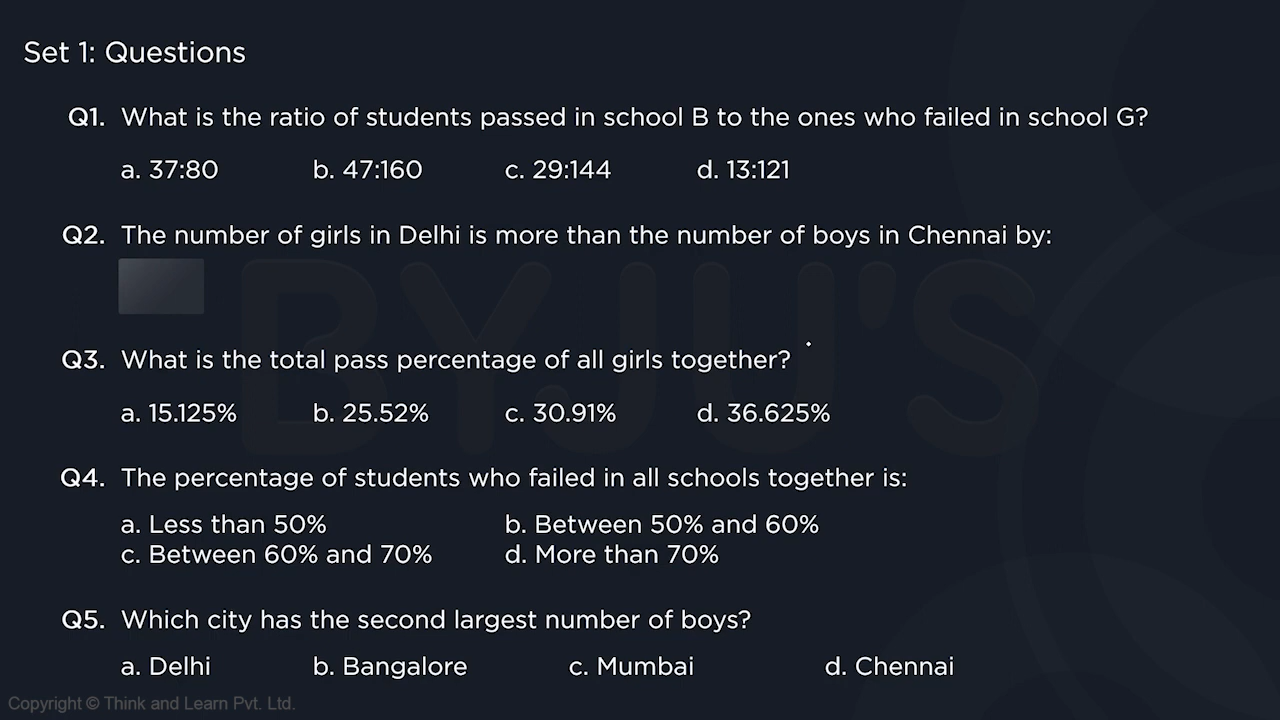 Set 1: Questions
Q1. What is the ratio of students passed in school B to the ones who failed in school G?
a. 37:80 b. 47:160 c. 29:144 d. 13:121
Q2. The number of girls in Delhi is more than the number of boys in Chennai by:
BYJU'S
Q3. What is the total pass percentage of all girls together?
a. 15.125% b. 25.52% c. 30.91% d. 36.625%
Q4. The percentage of students who failed in all schools together is:
a. Less than 50% b. Between 50% and 60%
c. Between 60% and 70% d. More than 70%
Q5. Which city has the second largest number of boys?
a. Delhi b. Bangalore c. Mumbai d. Chennai
Copyright © Think and Learn Pvt. Ltd.